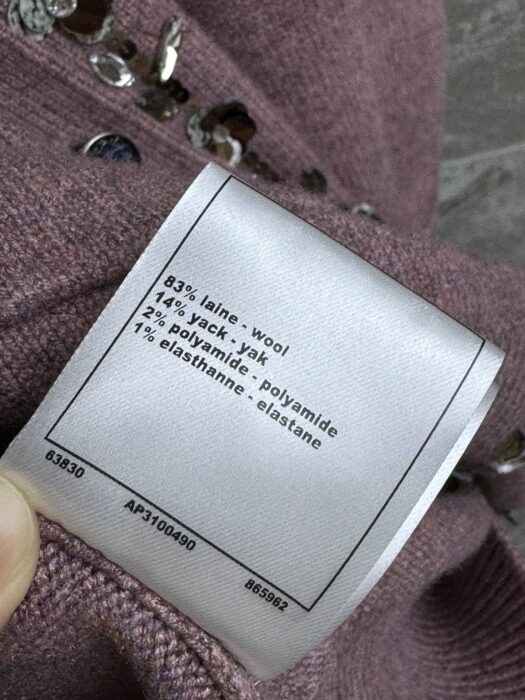 83% laine - wool
14% yack - yak
2% polyamide - polyamide
1% elasthanne - elastane
63830
AP3100490
865962